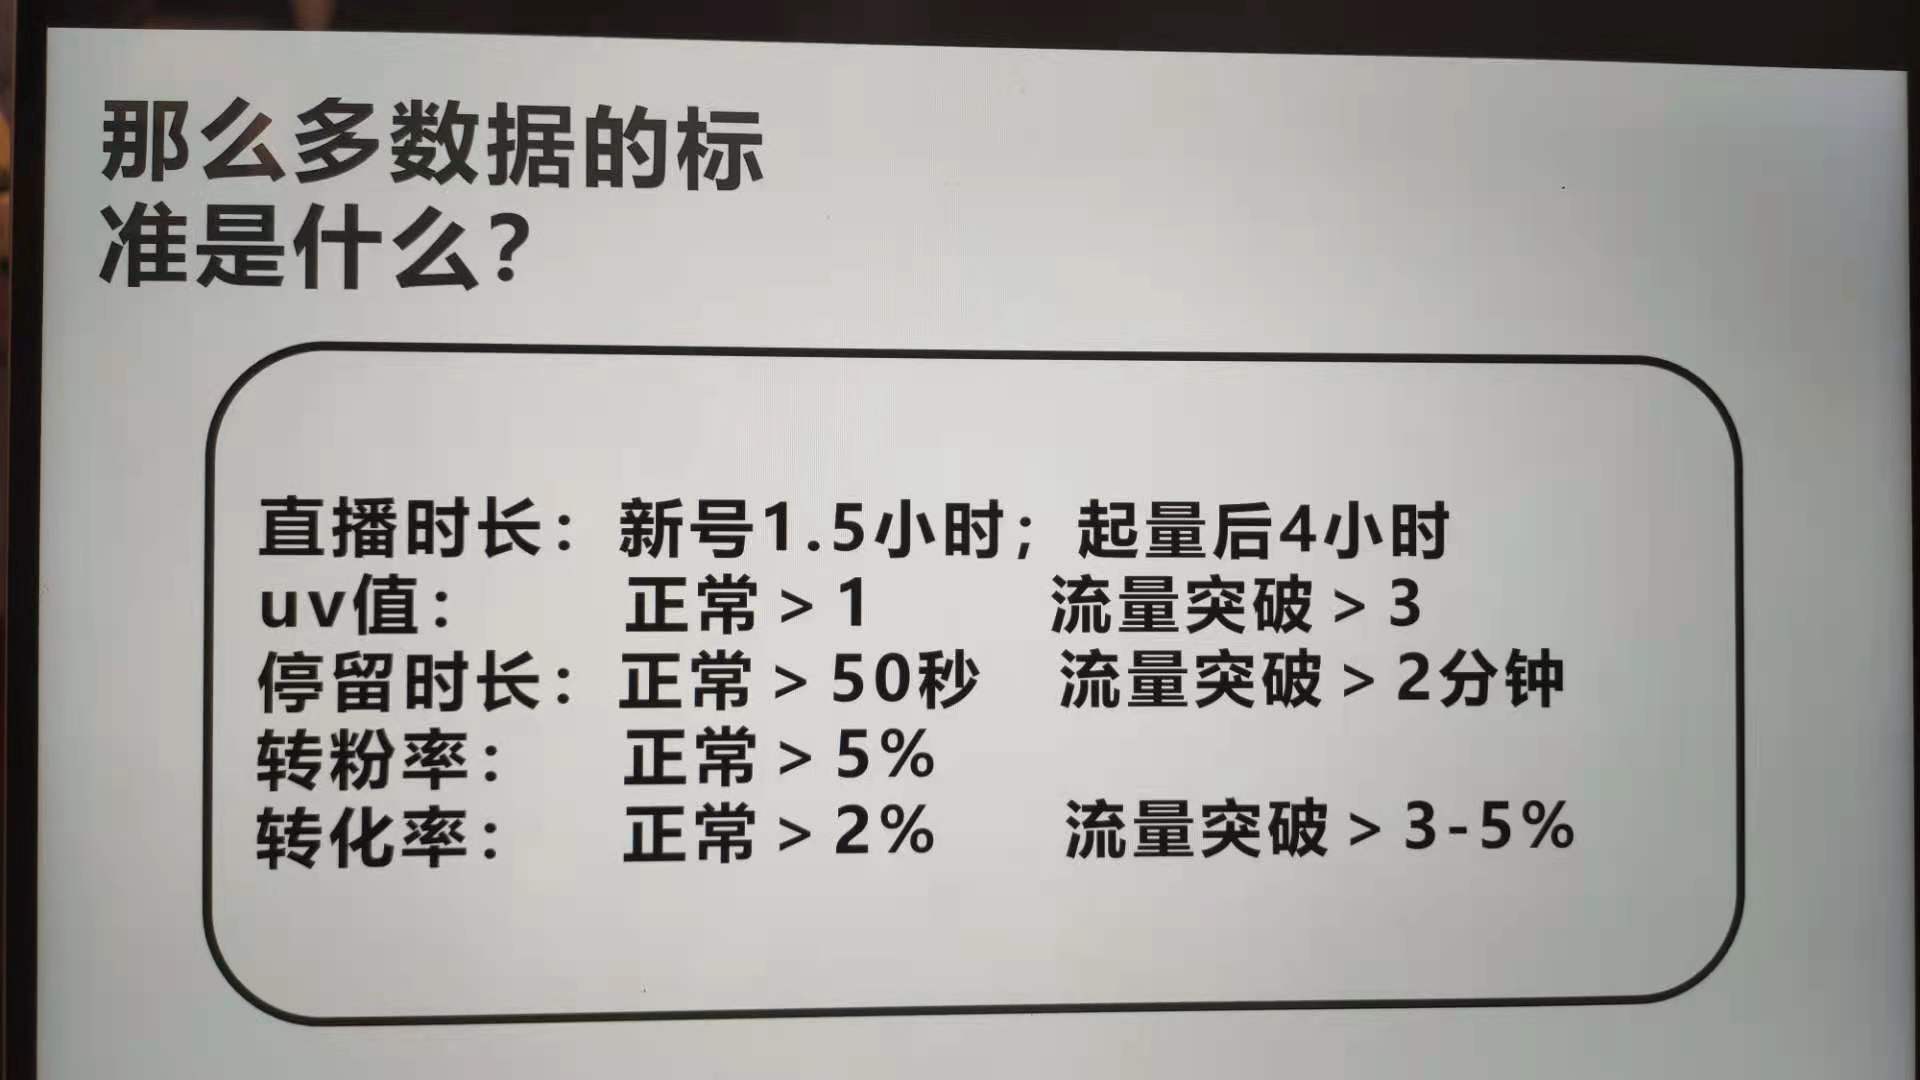 那么多数据的标
准是什么？
直播时长：新号1.5小时；起量后4小时
uv值： 正常＞1 流量突破＞3
停留时长：正常＞50秒 流量突破＞2分钟
转粉率： 正常＞5%
转化率： 正常＞2% 流量突破＞3-5%